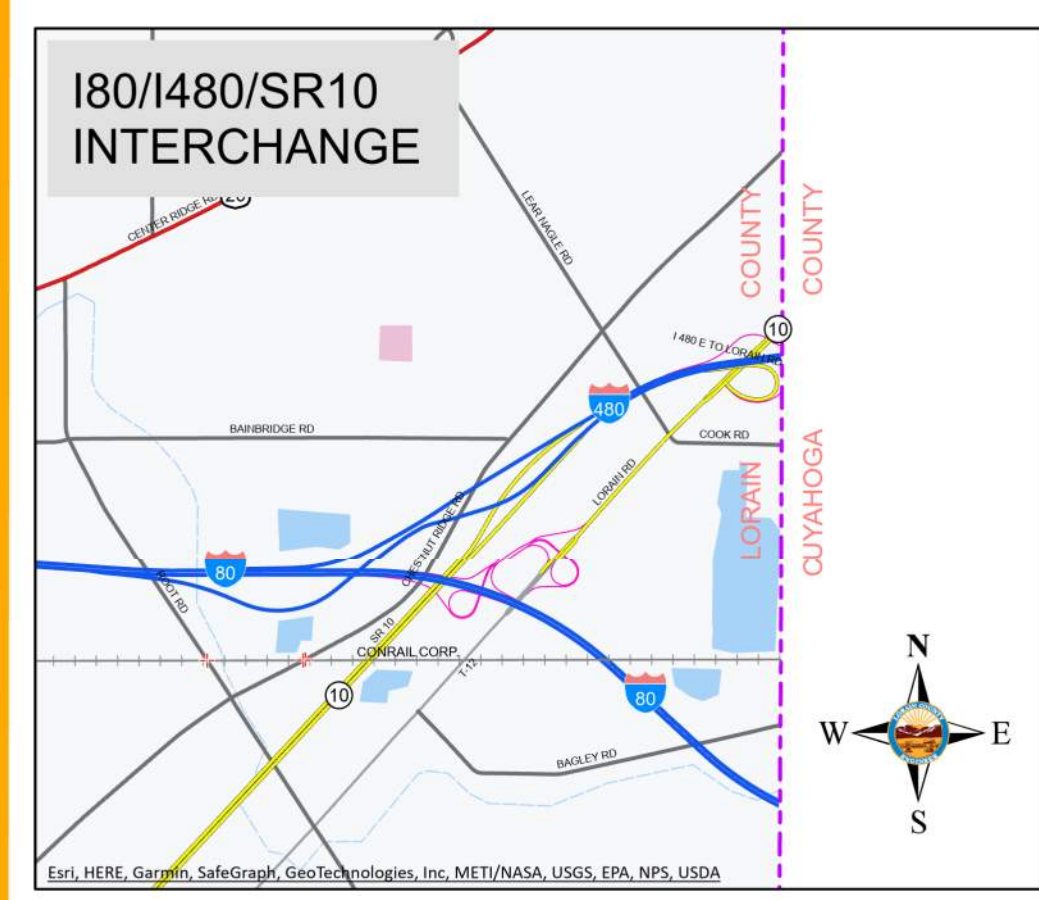 I80/I480/SR10
INTERCHANGE
CENTER RIDGE RD
LEAR NAGLE RD
COUNTY
COUNTY
10
I 480 E TO LORAIN RD
480
BAINBRIDGE RD
COOK RD
LORAIN RD
LORAIN
CUYAHOGA
CHESTNUT RIDGE RD
80
ROOT RD
SR 10
CONRAIL CORP.
T-12
10
80
BAGLEY RD
N
W
E
S
Esri, HERE, Garmin, SafeGraph, GeoTechnologies, Inc, METI/NASA, USGS, EPA, NPS, USDA